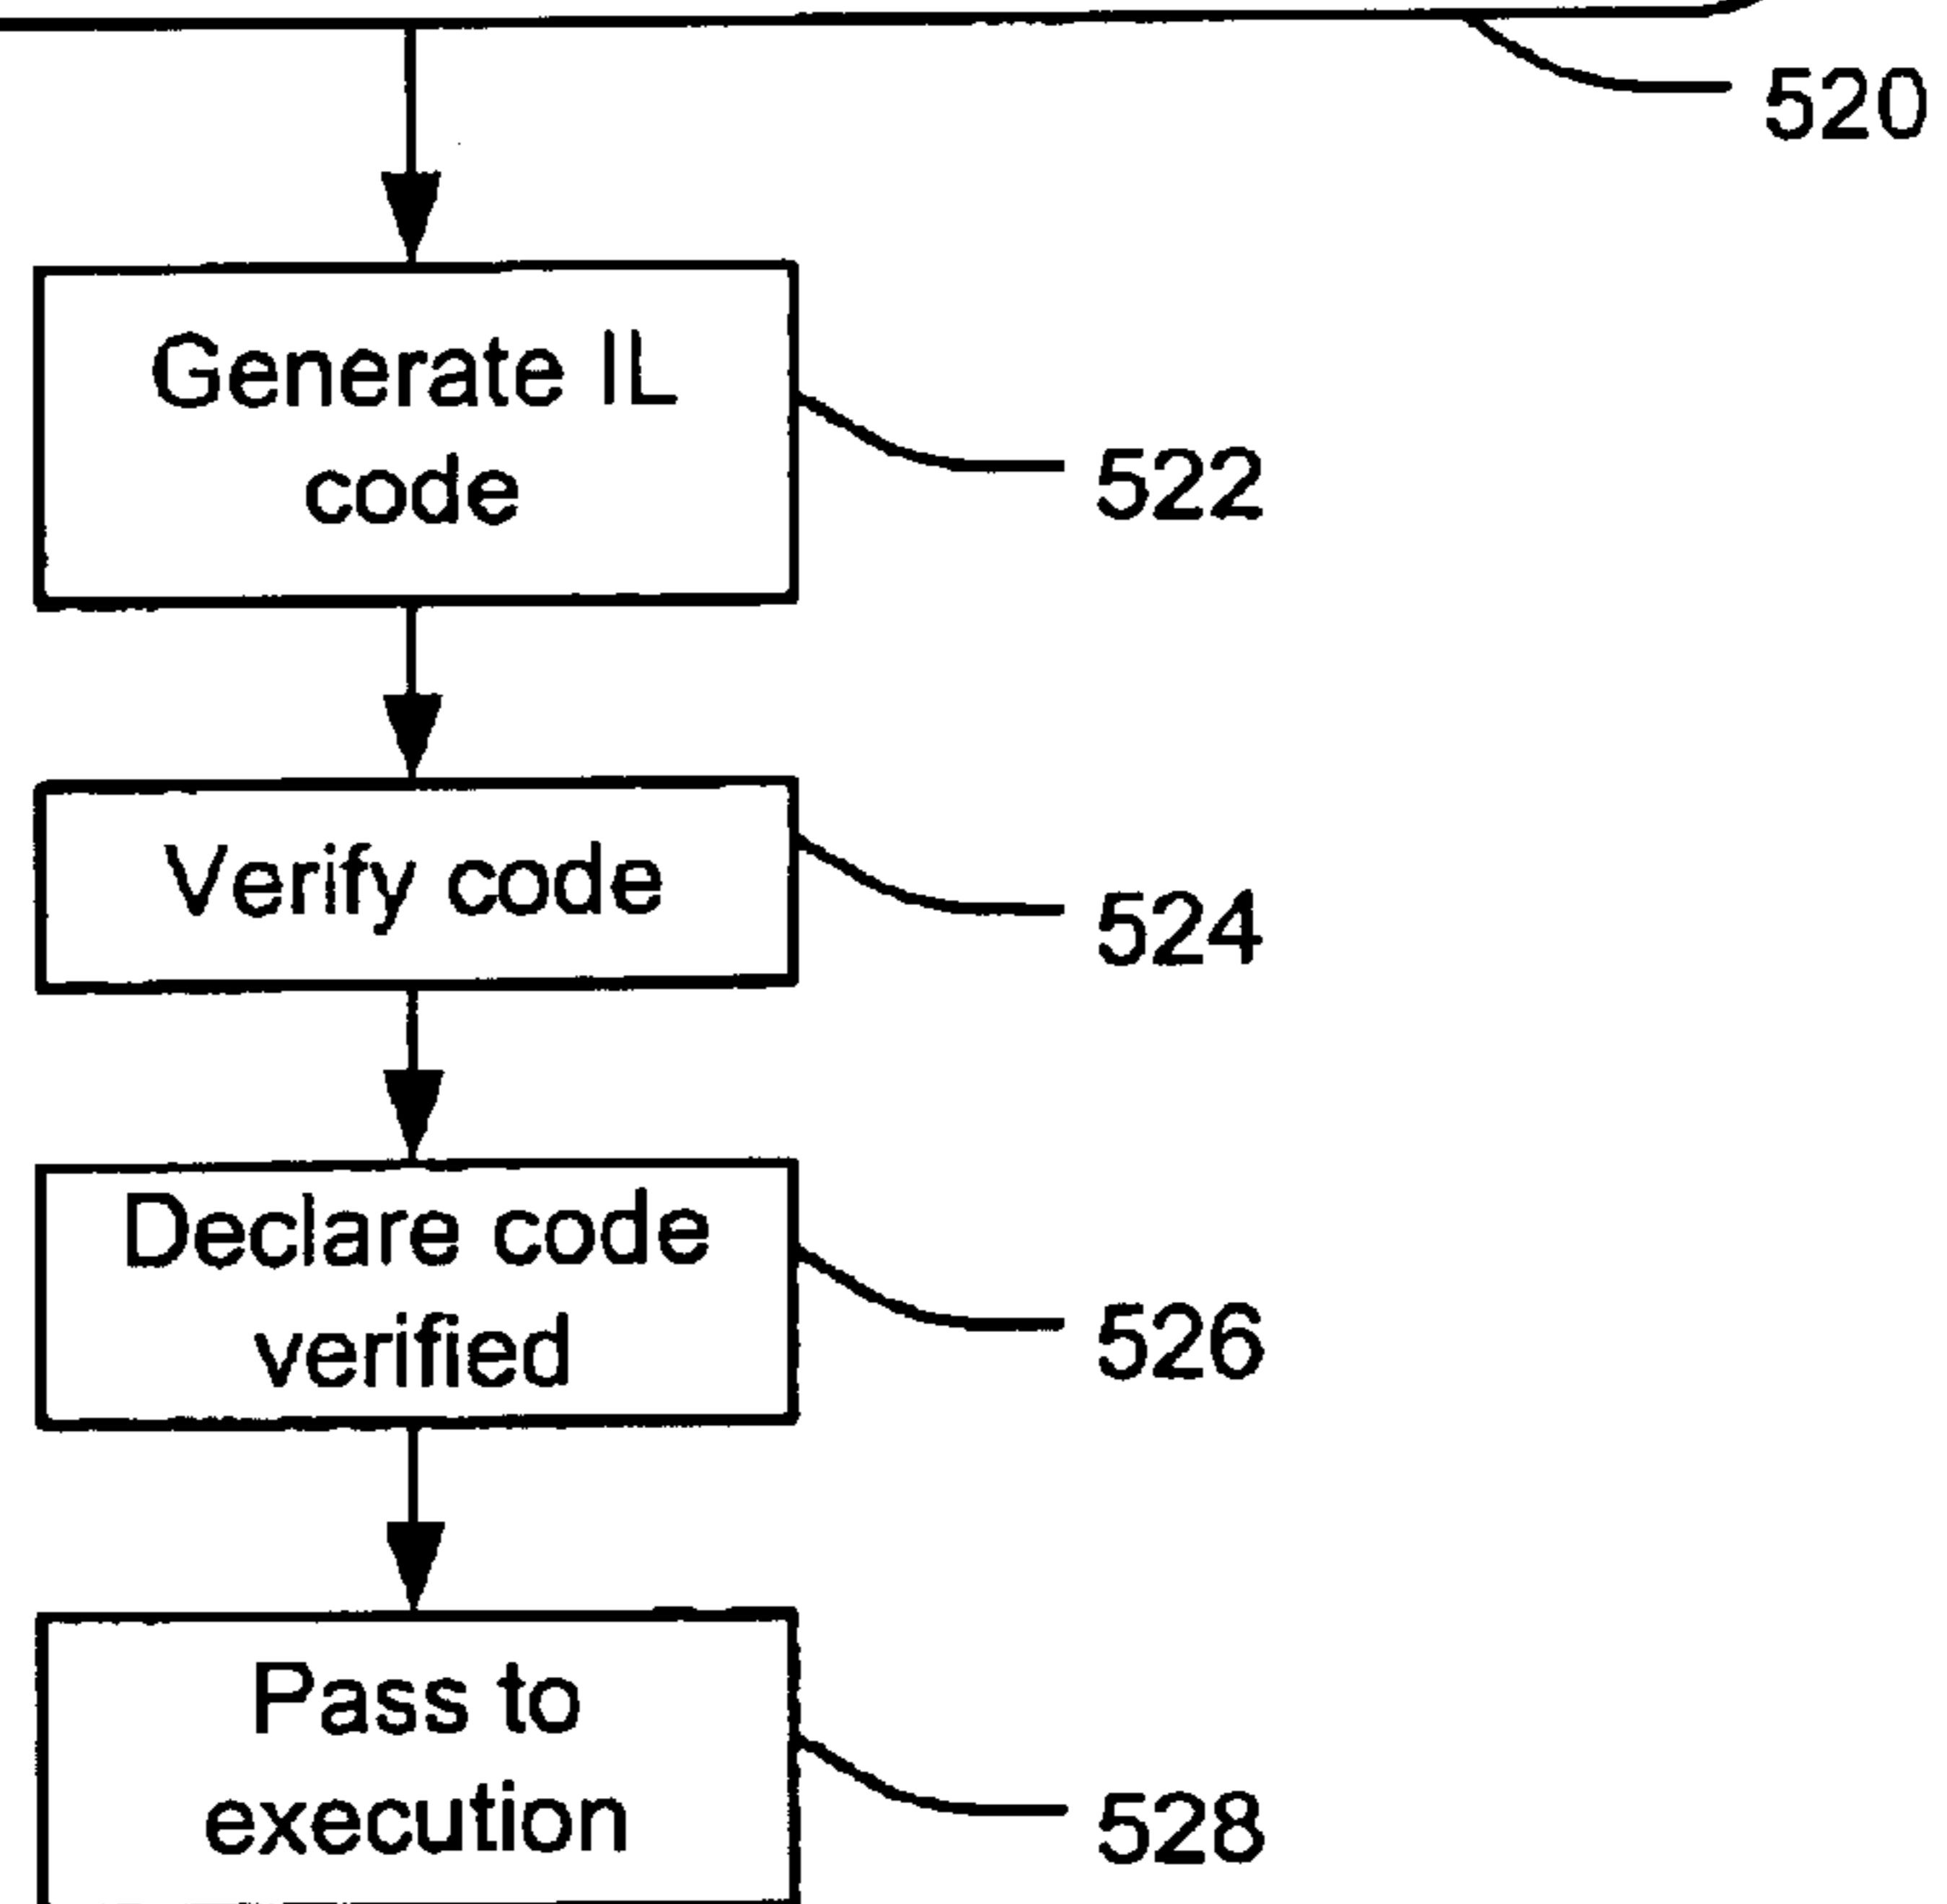 520
Generate IL
code
522
Verify code
524
Declare code
verified
526
Pass to
execution
528